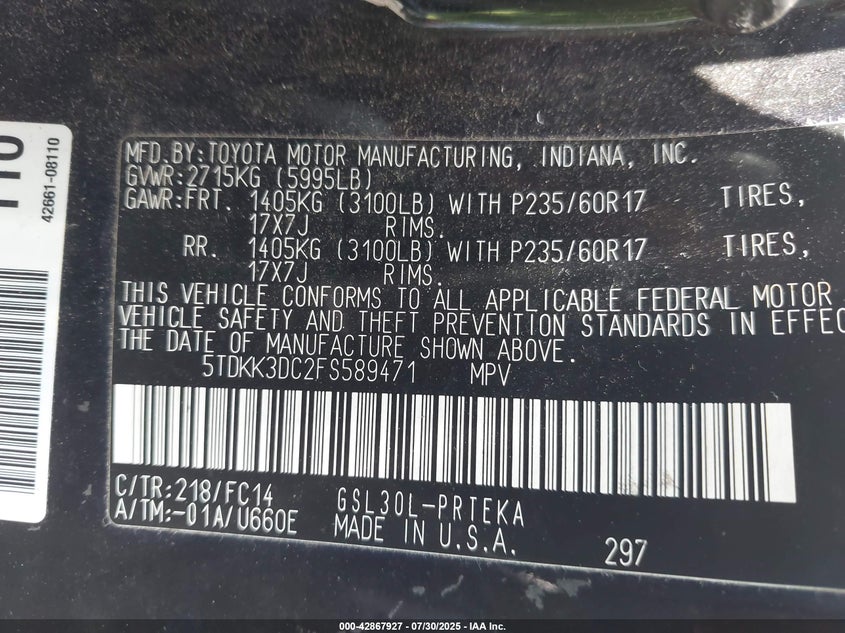 110
42661-08110
MFD.BY:TOYOTA MOTOR MANUFACTURING, INDIANA, INC.
GVWR:2715KG (5995LB)
GAWR:FRT. 1405KG (3100LB) WITH P235/60R17 TIRES,
17X7J RIMS.
RR. 1405KG (3100LB) WITH P235/60R17 TIRES,
17X7J RIMS.
THIS VEHICLE CONFORMS TO ALL APPLICABLE FEDERAL MOTOR
VEHICLE SAFETY AND THEFT PREVENTION STANDARDS IN EFFEC
THE DATE OF MANUFACTURE SHOWN ABOVE.
5TDKK3DC2FS589471 MPV
C/TR:218/FC14 GSL30L-PRTEKA
A/TM:-01A/U660E MADE IN U.S.A.
297
000-42867927 | 07/30/2025 - IAA Inc.